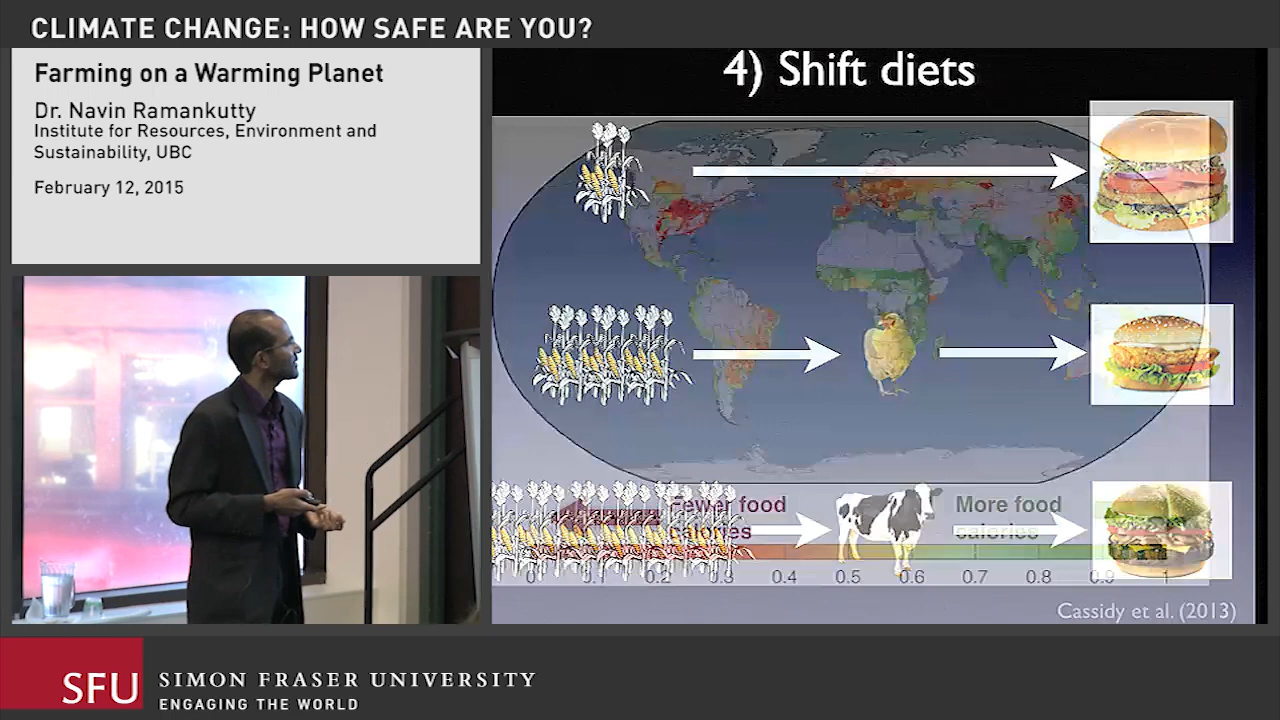 CLIMATE CHANGE: HOW SAFE ARE YOU?
Farming on a Warming Planet
Dr. Navin Ramankutty
Institute for Resources, Environment and
Sustainability, UBC
February 12, 2015
4) Shift diets
Fewer food
calories
More food
calories
0 0.1 0.2 0.3 0.4 0.5 0.6 0.7 0.8 0.9 1
Cassidy et al. (2013)
SFU
SIMON FRASER UNIVERSITY
ENGAGING THE WORLD